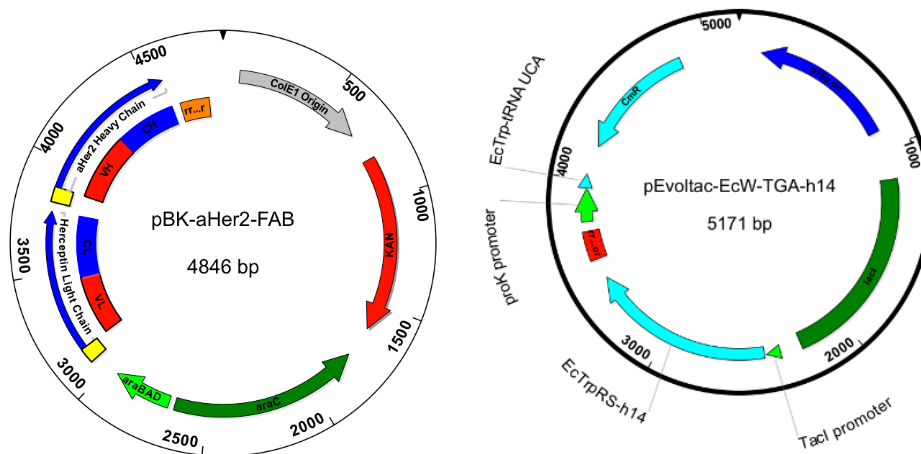 4500
500
1000
1500
2000
2500
3000
3500
4000
ColE1 Origin
KAN
araC
araBAD
VL
CL
Herceptin Light Chain
VH
CH
aHer2 Heavy Chain
rr...r
pBK-aHer2-FAB
4846 bp
5000
1000
2000
3000
4000
lacI
TacI promoter
EcTrpRS-h14
rr...or
proK promoter
EcTrp-tRNA UCA
CmR
pEvoltac-EcW-TGA-h14
5171 bp